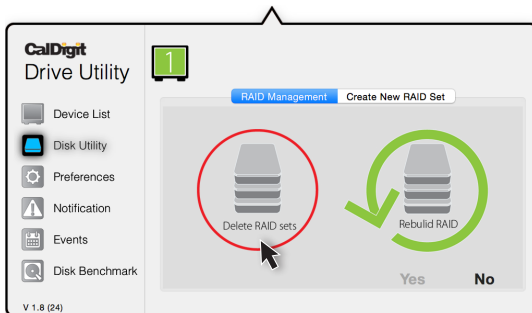 CalDigit
Drive Utility
1
RAID Management
Create New RAID Set
Device List
Disk Utility
Preferences
Notification
Events
Disk Benchmark
Delete RAID sets
Rebulid RAID
Yes
No
V 1.8 (24)